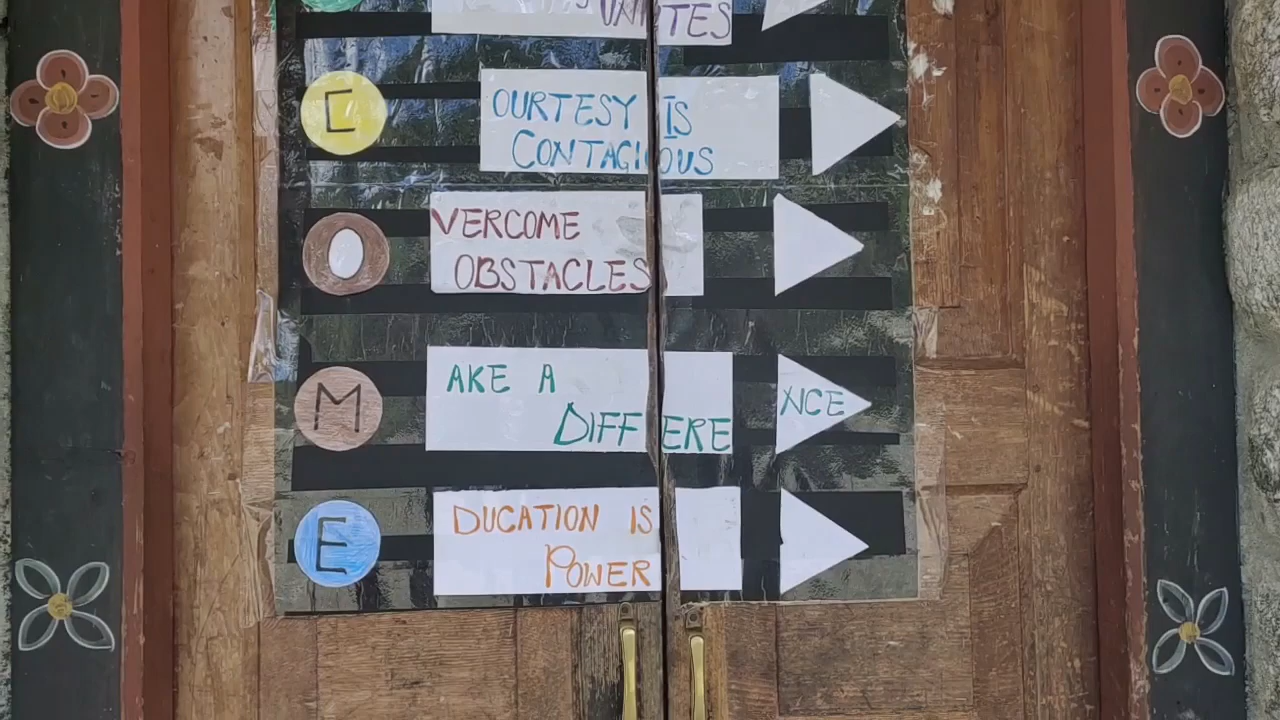 UNITES
C OURTESY IS
CONTAGIOUS
O VERCOME
OBSTACLES
M AKE A
DIFFERENCE
E DUCATION IS
POWER